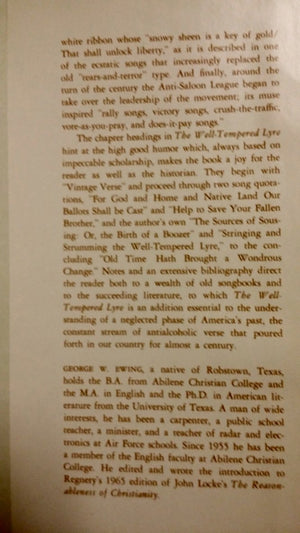 white ribbon whose "snowy sheen is a key of gold/
That shall unlock liberty," as it is described in one
of the ecstatic songs that increasingly replaced the
old "tears-and-terror" type. And finally, around the
turn of the century the Anti-Saloon League began to
take over the leadership of the movement; its muse
inspired "rally songs, victory songs, crush-the-traffic,
vote-as-you-pray, and does-it-pay songs."
The chapter headings in The Well-Tempered Lyre
hint at the high good humor which, always based on
impeccable scholarship, makes the book a joy for the
reader as well as the historian. They begin with
"Vintage Verse" and proceed through two song quota-
tions, "For God and Home and Native Land Our
Ballots Shall be Cast" and "Help to Save Your Fallen
Brother," and the author's own "The Sources of Sous-
ing: Or, the Birth of a Boozer" and "Stringing and
Strumming the Well-Tempered Lyre," to the con-
cluding "Old Time Hath Brought a Wondrous
Change." Notes and an extensive bibliography direct
the reader both to a wealth of old songbooks and
to the succeeding literature, to which The Well-
Tempered Lyre is an addition essential to the under-
standing of a neglected phase of America's past, the
constant stream of antialcoholic verse that poured
forth in our country for almost a century.
GEORGE W. EWING, a native of Robstown, Texas,
holds the B.A. from Abilene Christian College and
the M.A. in English and the Ph.D. in American lit-
erature from the University of Texas. A man of wide
interests, he has been a carpenter, a public school
teacher, a minister, and a teacher of radar and elec-
tronics at Air Force schools. Since 1955 he has been
a member of the English faculty at Abilene Christian
College. He edited and wrote the introduction to
Regnery's 1965 edition of John Locke's The Reason-
ableness of Christianity.